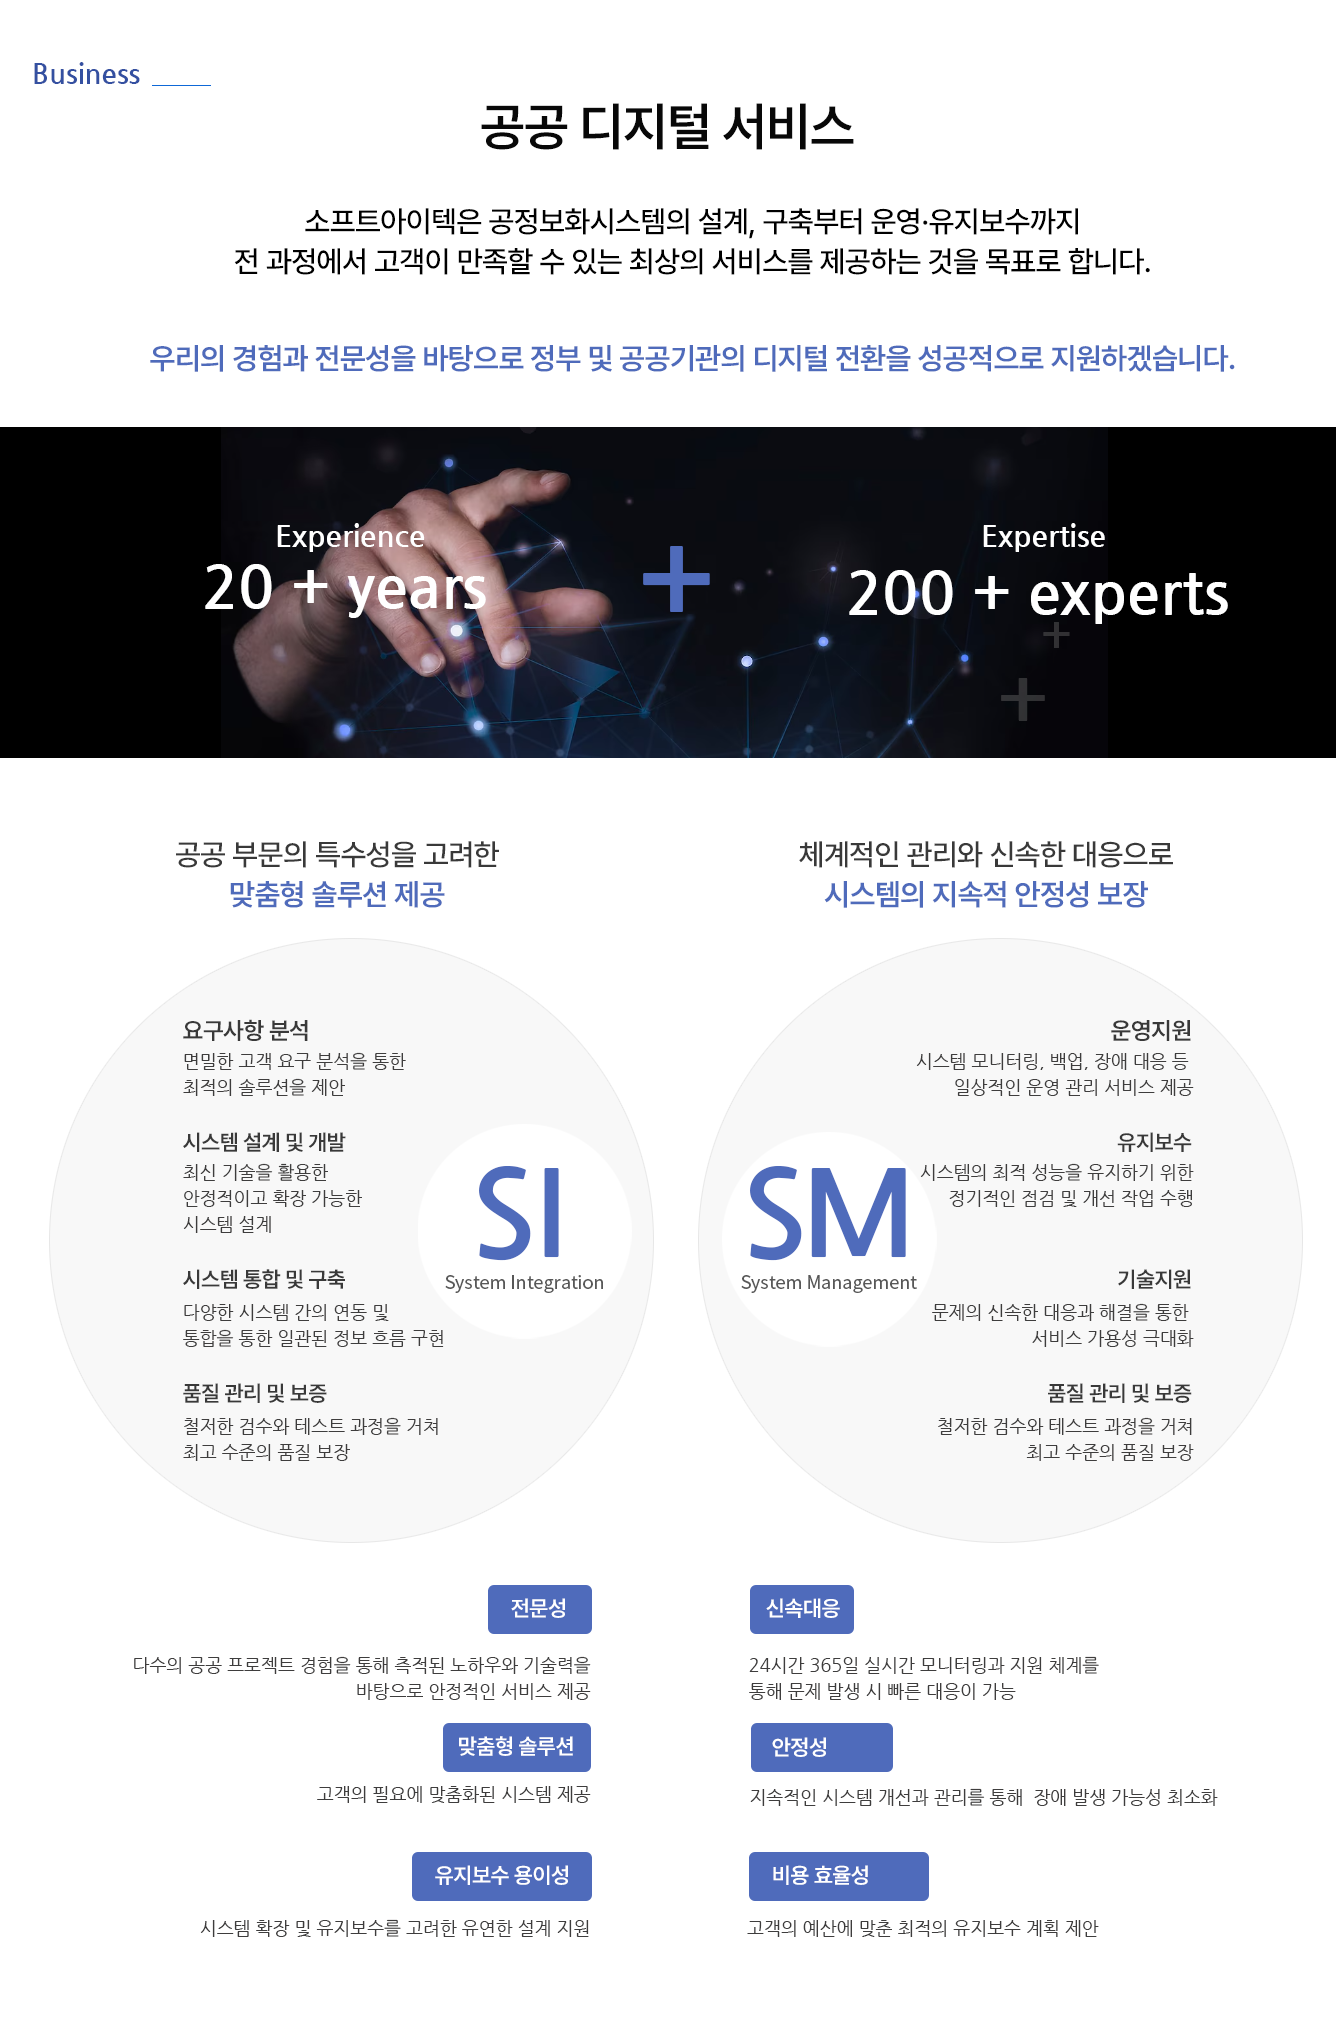 Business
공공 디지털 서비스
소프트아이텍은 공정보화시스템의 설계, 구축부터 운영·유지보수까지
전 과정에서 고객이 만족할 수 있는 최상의 서비스를 제공하는 것을 목표로 합니다.
우리의 경험과 전문성을 바탕으로 정부 및 공공기관의 디지털 전환을 성공적으로 지원하겠습니다.
Experience
20 + years
+
Expertise
200 + experts
공공 부문의 특수성을 고려한
맞춤형 솔루션 제공
요구사항 분석
면밀한 고객 요구 분석을 통한
최적의 솔루션을 제안
시스템 설계 및 개발
최신 기술을 활용한
안정적이고 확장 가능한
시스템 설계
시스템 통합 및 구축
다양한 시스템 간의 연동 및
통합을 통한 일관된 정보 흐름 구현
품질 관리 및 보증
철저한 검수와 테스트 과정을 거쳐
최고 수준의 품질 보장
SI
System Integration
체계적인 관리와 신속한 대응으로
시스템의 지속적 안정성 보장
운영지원
시스템 모니터링, 백업, 장애 대응 등
일상적인 운영 관리 서비스 제공
유지보수
시스템의 최적 성능을 유지하기 위한
정기적인 점검 및 개선 작업 수행
기술지원
문제의 신속한 대응과 해결을 통한
서비스 가용성 극대화
품질 관리 및 보증
철저한 검수와 테스트 과정을 거쳐
최고 수준의 품질 보장
SM
System Management
전문성
다수의 공공 프로젝트 경험을 통해 측적된 노하우와 기술력을
바탕으로 안정적인 서비스 제공
맞춤형 솔루션
고객의 필요에 맞춤화된 시스템 제공
유지보수 용이성
시스템 확장 및 유지보수를 고려한 유연한 설계 지원
신속대응
24시간 365일 실시간 모니터링과 지원 체계를
통해 문제 발생 시 빠른 대응이 가능
안정성
지속적인 시스템 개선과 관리를 통해 장애 발생 가능성 최소화
비용 효율성
고객의 예산에 맞춘 최적의 유지보수 계획 제안